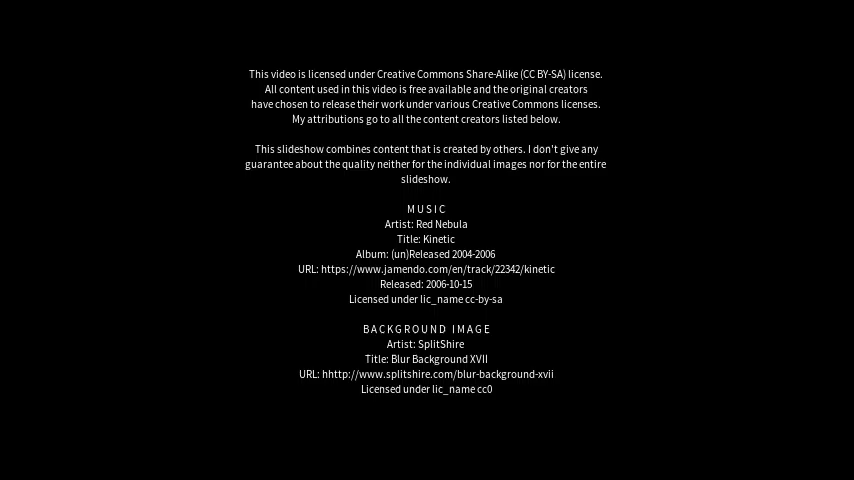 This video is licensed under Creative Commons Share-Alike (CC BY-SA) license.
All content used in this video is free available and the original creators
have chosen to release their work under various Creative Commons licenses.
My attributions go to all the content creators listed below.
This slideshow combines content that is created by others. I don't give any
guarantee about the quality neither for the individual images nor for the entire
slideshow.
MUSIC
Artist: Red Nebula
Title: Kinetic
Album: (un)Released 2004-2006
URL: https://www.jamendo.com/en/track/22342/kinetic
Released: 2006-10-15
Licensed under lic_name cc-by-sa
BACKGROUND IMAGE
Artist: SplitShire
Title: Blur Background XVII
URL: hhttp://www.splitshire.com/blur-background-xvii
Licensed under lic_name cc0